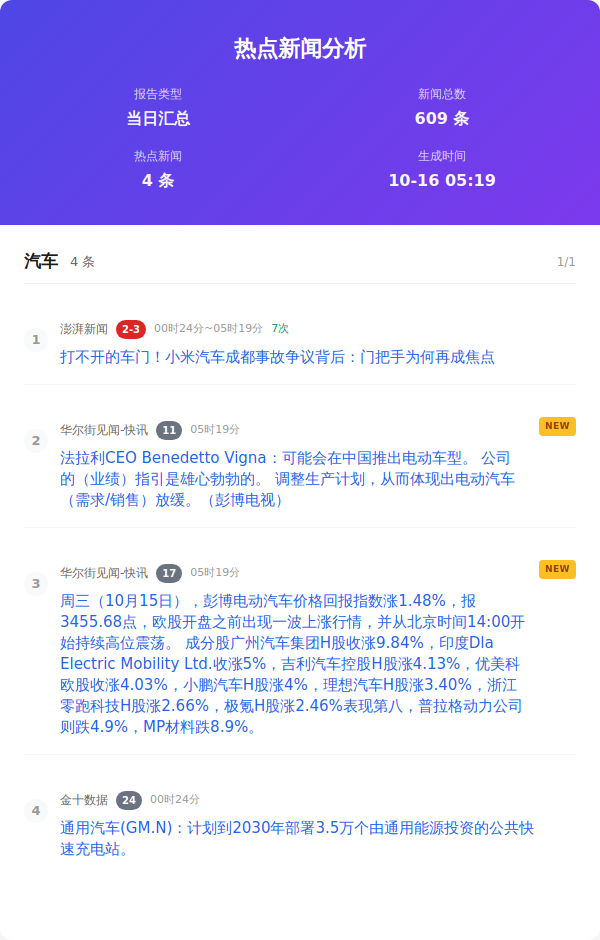 热点新闻分析
报告类型
新闻总数
当日汇总
609 条
热点新闻
生成时间
4 条
10-16 05:19
汽车 4 条 1/1
1
澎湃新闻 2-3 00时24分~05时19分 7次
打不开的车门！小米汽车成都事故争议背后：门把手为何再成焦点
2
华尔街见闻-快讯 11 05时19分 NEW
法拉利CEO Benedetto Vigna：可能会在中国推出电动车型。 公司
的（业绩）指引是雄心勃勃的。 调整生产计划，从而体现出电动汽车
（需求/销售）放缓。（彭博电视）
3
华尔街见闻-快讯 17 05时19分 NEW
周三（10月15日），彭博电动汽车价格回报指数涨1.48%，报
3455.68点，欧股开盘之前出现一波上涨行情，并从北京时间14:00开
始持续高位震荡。 成分股广州汽车集团H股收涨9.84%，印度Dla
Electric Mobility Ltd.收涨5%，吉利汽车控股H股涨4.13%，优美科
欧股收涨4.03%，小鹏汽车H股涨4%，理想汽车H股涨3.40%，浙江
零跑科技H股涨2.66%，极氪H股涨2.46%表现第八，普拉格动力公司
则跌4.9%，MP材料跌8.9%。
4
金十数据 24 00时24分
通用汽车(GM.N)：计划到2030年部署3.5万个由通用能源投资的公共快
速充电站。